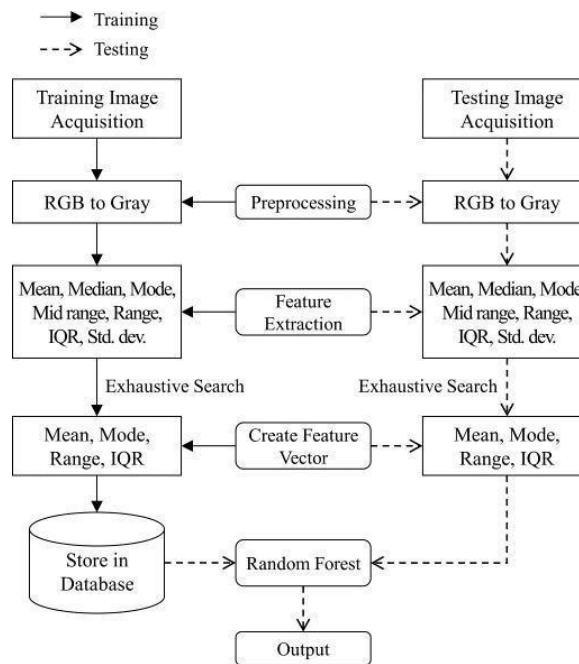 Training
Testing
Training Image
Acquisition
Testing Image
Acquisition
RGB to Gray
Preprocessing
RGB to Gray
Mean, Median, Mode,
Mid range, Range,
IQR, Std. dev.
Feature
Extraction
Mean, Median, Mode,
Mid range, Range,
IQR, Std. dev.
Exhaustive Search
Exhaustive Search
Mean, Mode,
Range, IQR
Create Feature
Vector
Mean, Mode,
Range, IQR
Store in
Database
Random Forest
Output